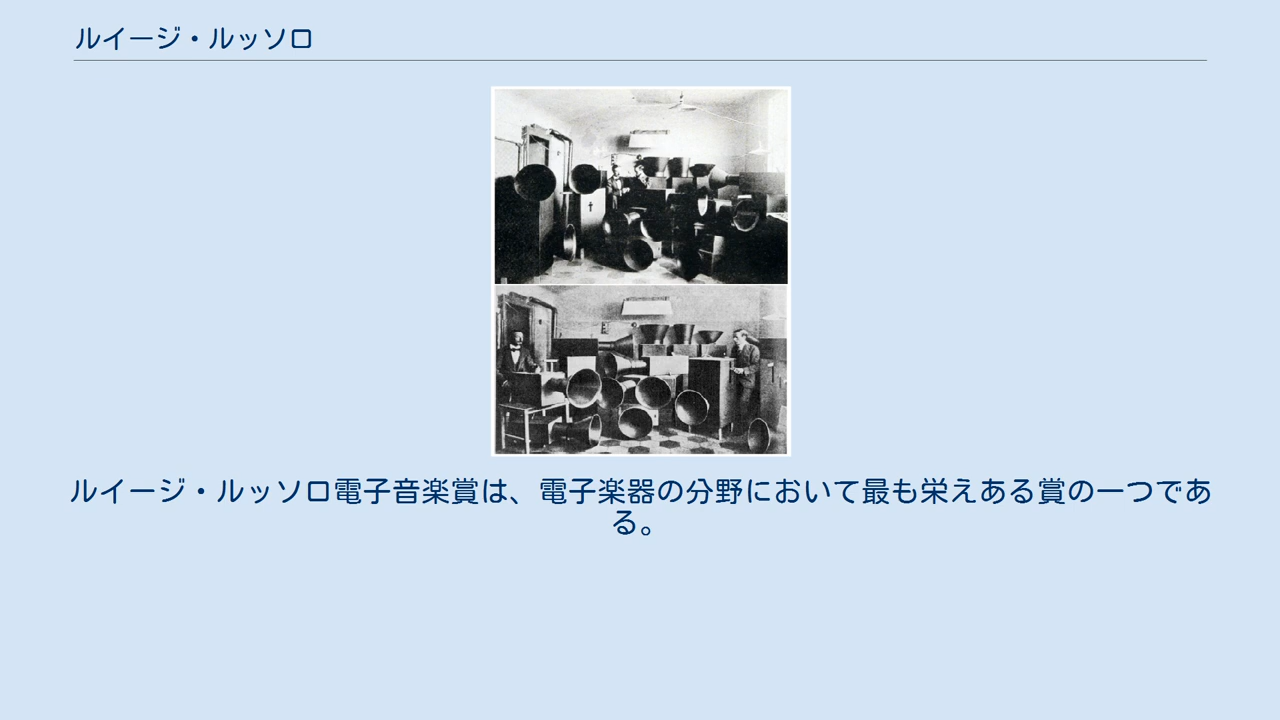 ルイージ・ルッソロ
ルイージ・ルッソロ電子音楽賞は、電子楽器の分野において最も栄えある賞の一つであ
る。